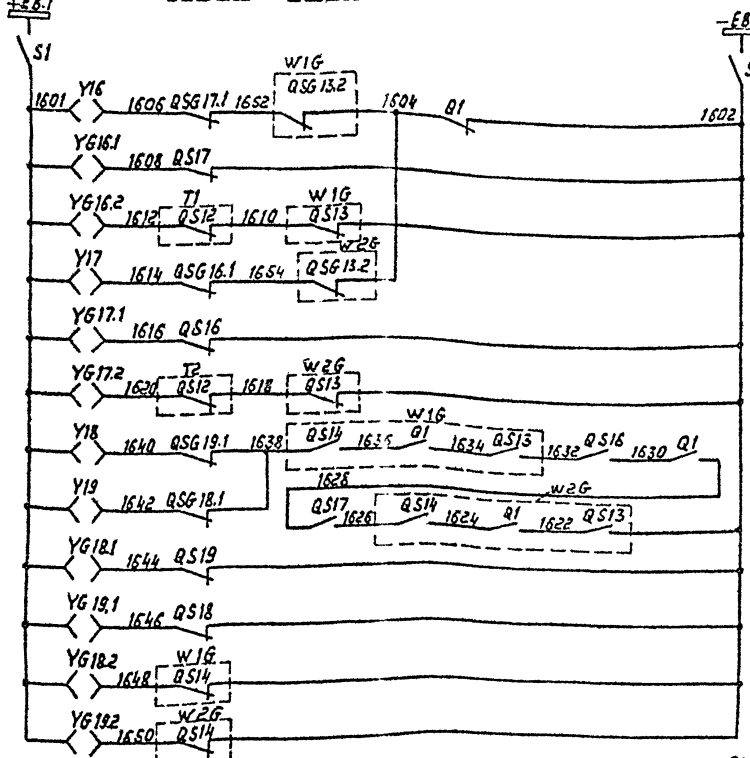 +EB.1
-EB
S1
S
W1G
1601 Y16 1606 QSG17.1 1652 QSG13.2 1604 Q1 1602
YG16.1 1608 QS17
T1 W1G
YG16.2 1612 QS12 1610 QS13
W2G
Y17 1614 QSG16.1 1654 QSG13.2
YG17.1 1616 QS16
T2 W2G
YG17.2 1620 QS12 1618 QS13
W1G
Y18 1640 QSG19.1 1638 QS14 1636 Q1 1634 QS13 1632 QS16 1630 Q1
1628 W2G
Y19 1642 QSG18.1 QS17 1626 QS14 1624 Q1 1622 QS13
YG18.1 1644 QS19
YG19.1 1646 QS18
W1G
YG18.2 1648 QS14
W2G
YG19.2 1650 QS14